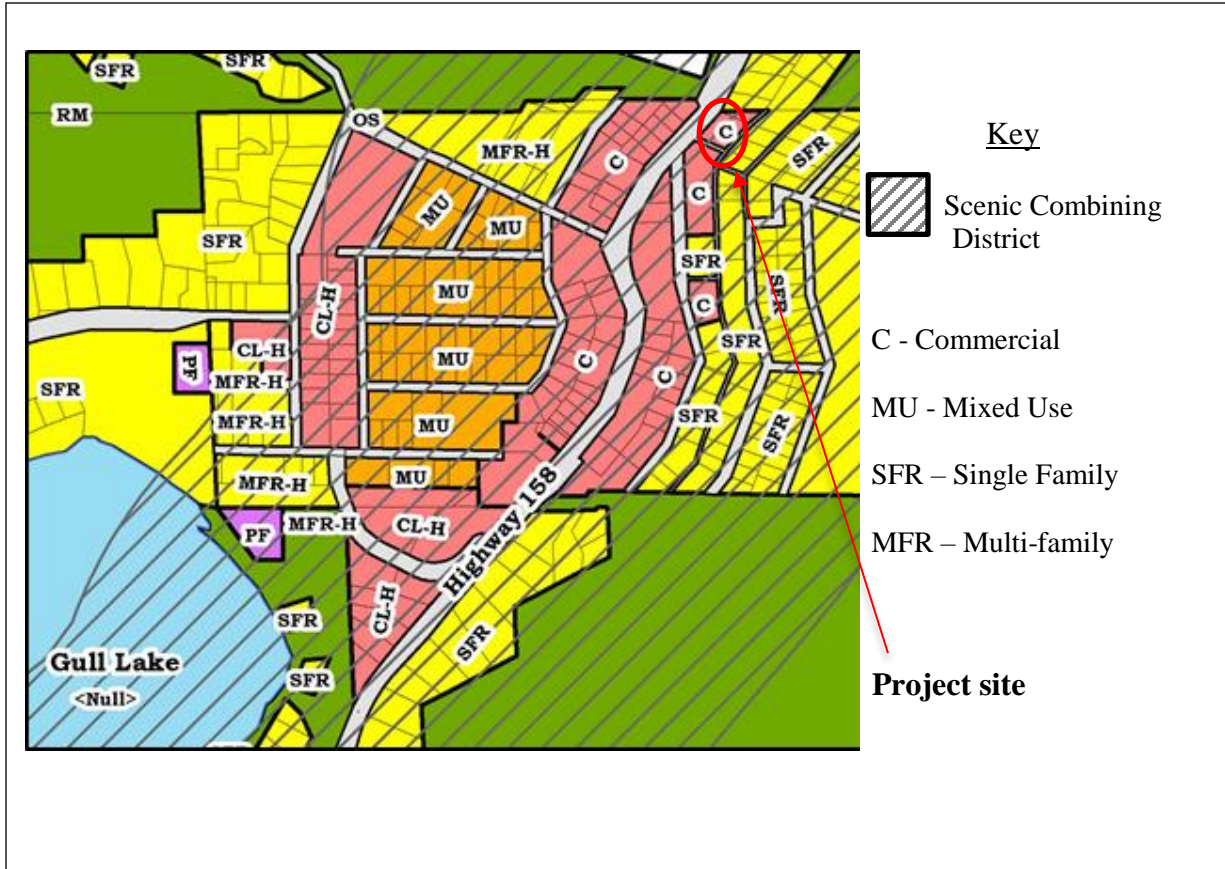 SFR
SFR
RM
OS
MFR-H
C
C
SFR
MU
MU
C
SFR
SFR
SFR
MU
CL-H
C
CL-H
PF
MFR-H
MU
C
C
SFR
SFR
MFR-H
MU
SFR
SFR
MFR-H
MU
PF
MFR-H
CL-H
Highway 158
CL-H
SFR
SFR
Gull Lake
<Null>
SFR
Key
Scenic Combining
District
C - Commercial
MU - Mixed Use
SFR – Single Family
MFR – Multi-family
Project site